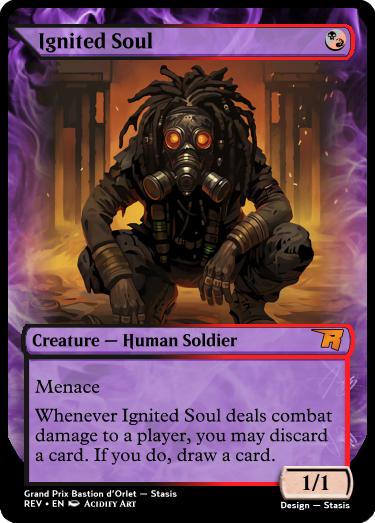 Ignited Soul
Creature — Human Soldier
R
Menace
Whenever Ignited Soul deals combat
damage to a player, you may discard
a card. If you do, draw a card.
1/1
Grand Prix Bastion d'Orlet — Stasis
REV • EN Acidify Art
Design — Stasis